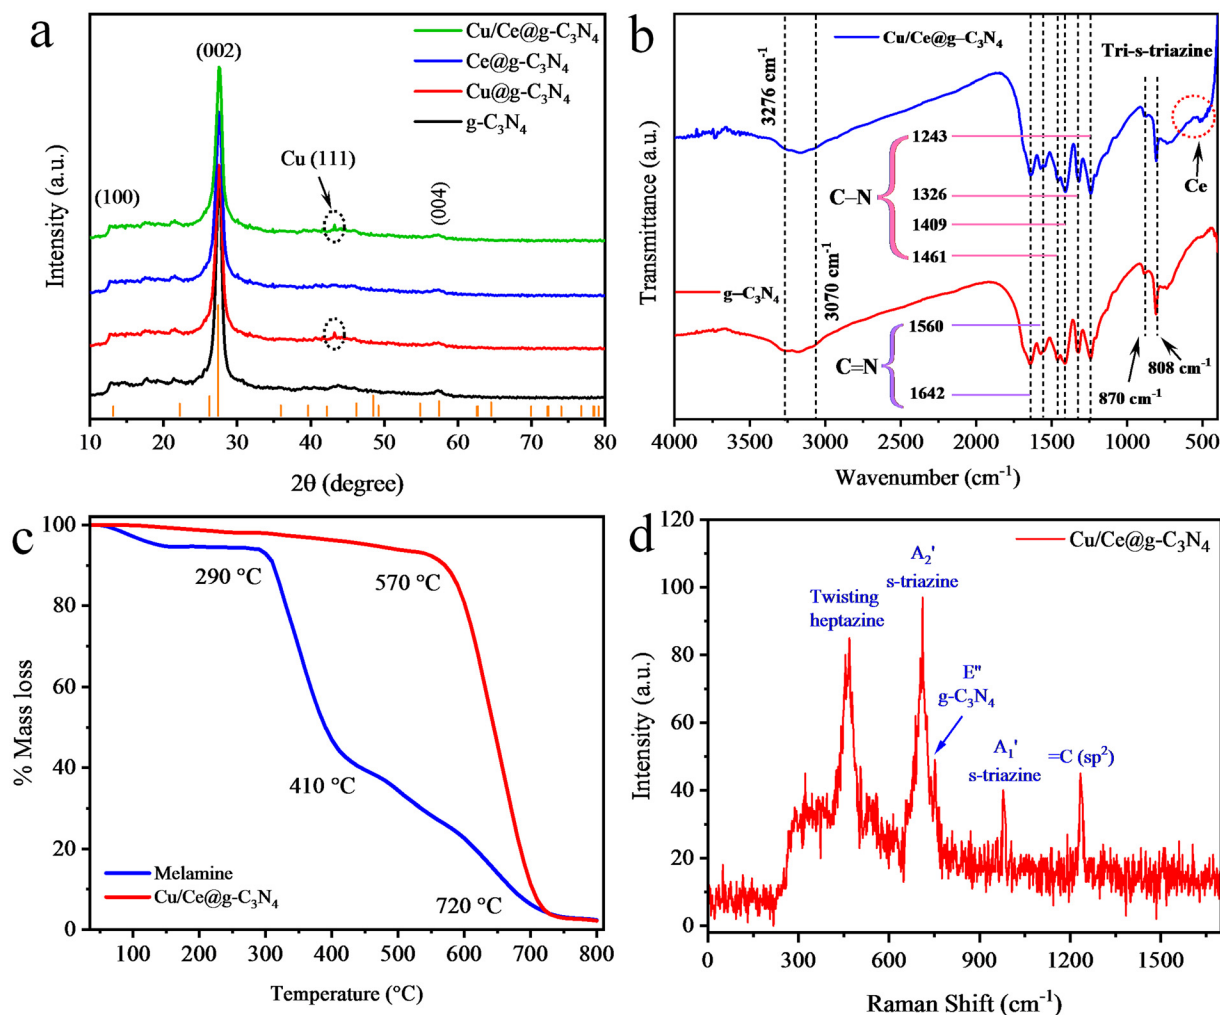 a
(002)
Cu/Ce@g-C₃N₄
Ce@g-C₃N₄
Cu@g-C₃N₄
g-C₃N₄
Cu (111)
(100)
(004)
Intensity (a.u.)
10 20 30 40 50 60 70 80
2θ (degree)
b
Cu/Ce@g–C₃N₄
Tri-s-triazine
3276 cm⁻¹
1243
C–N
1326
1409
1461
Ce
3070 cm⁻¹
g–C₃N₄
1560
C=N
1642
808 cm⁻¹
870 cm⁻¹
Transmittance (a.u.)
4000 3500 3000 2500 2000 1500 1000 500
Wavenumber (cm⁻¹)
c
290 °C
570 °C
410 °C
720 °C
Melamine
Cu/Ce@g-C₃N₄
% Mass loss
100
80
60
40
20
0
100 200 300 400 500 600 700 800
Temperature (°C)
d
Cu/Ce@g-C₃N₄
A₂'
s-triazine
Twisting
heptazine
E"
g-C₃N₄
A₁'
s-triazine
=C (sp²)
Intensity (a.u.)
120
100
80
60
40
20
0
0 300 600 900 1200 1500
Raman Shift (cm⁻¹)